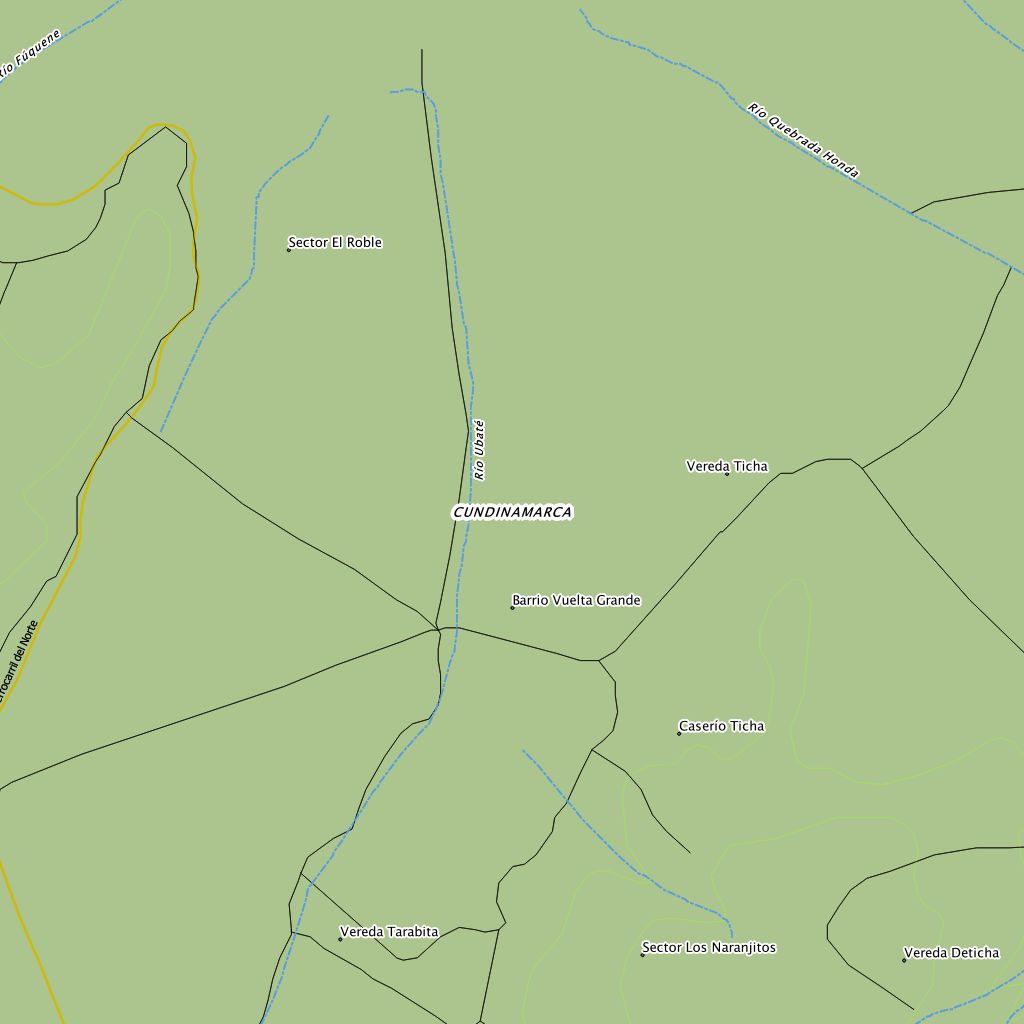 Río Fúquene
Río Quebrada Honda
Sector El Roble
Río Ubaté
Vereda Ticha
CUNDINAMARCA
Barrio Vuelta Grande
del Norte
Caserío Ticha
Vereda Tarabita
Sector Los Naranjitos
Vereda Deticha